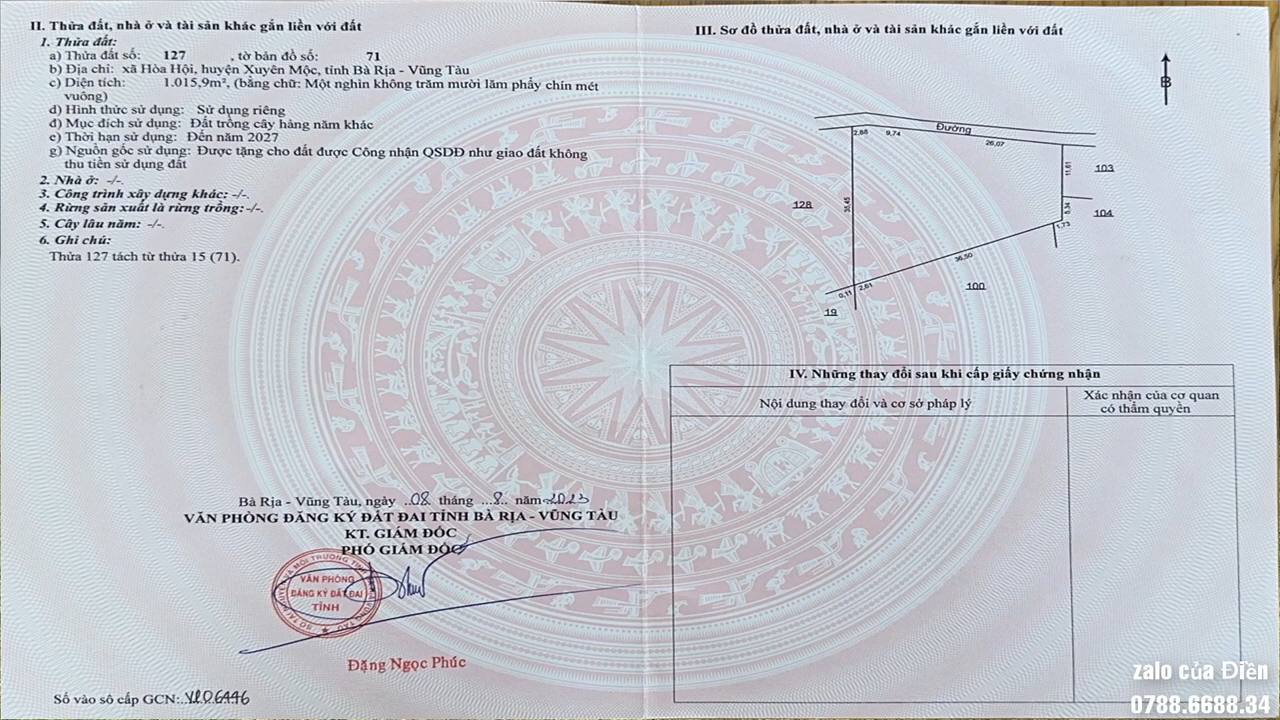 II. Thửa đất, nhà ở và tài sản khác gắn liền với đất
1. Thửa đất:
a) Thửa đất số: 127 , tờ bản đồ số: 71
b) Địa chỉ: xã Hòa Hội, huyện Xuyên Mộc, tỉnh Bà Rịa - Vũng Tàu
c) Diện tích: 1.015,9m², (bằng chữ: Một nghìn không trăm mười lăm phẩy chín mét
vuông)
d) Hình thức sử dụng: Sử dụng riêng
đ) Mục đích sử dụng: Đất trồng cây hàng năm khác
e) Thời hạn sử dụng: Đến năm 2027
g) Nguồn gốc sử dụng: Được tặng cho đất được Công nhận QSDĐ như giao đất không
thu tiền sử dụng đất
2. Nhà ở: -/-.
3. Công trình xây dựng khác: -/-.
4. Rừng sản xuất là rừng trồng:-/-.
5. Cây lâu năm: -/-.
6. Ghi chú:
Thửa 127 tách từ thửa 15 (71).
Bà Rịa - Vũng Tàu, ngày ..08 tháng ...8.. năm 2023
VĂN PHÒNG ĐĂNG KÝ ĐẤT ĐAI TỈNH BÀ RỊA - VŨNG TÀU
KT. GIÁM ĐỐC
PHÓ GIÁM ĐỐC
VĂN PHÒNG
ĐĂNG KÝ ĐẤT ĐAI
TỈNH
Đặng Ngọc Phúc
Số vào sổ cấp GCN:
III. Sơ đồ thửa đất, nhà ở và tài sản khác gắn liền với đất
B
Đường
2,88
9,74
26,07
11,61
103
128
35,45
5,34
104
1,73
36,50
100
0,11
2,61
19
IV. Những thay đổi sau khi cấp giấy chứng nhận
Nội dung thay đổi và cơ sở pháp lý
Xác nhận của cơ quan
có thẩm quyền
zalo của Điền
0788.6688.34